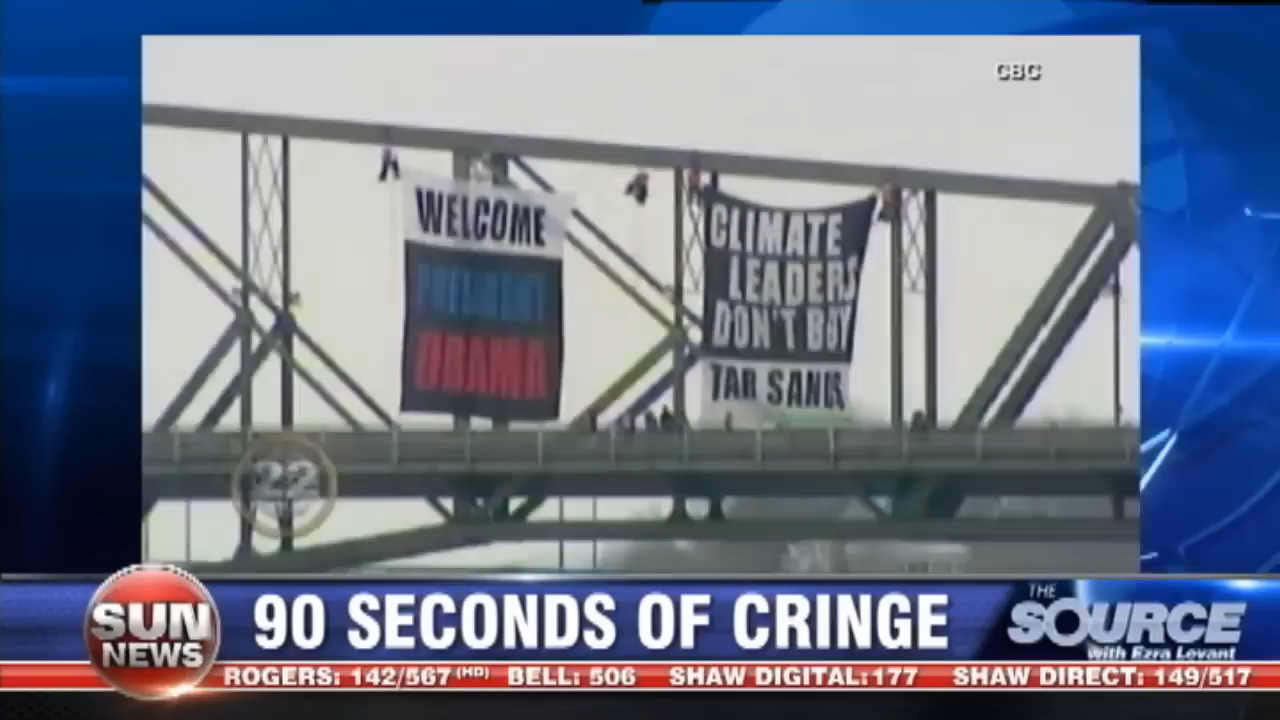 CBC
WELCOME
PRESIDENT
OBAMA
CLIMATE
LEADERS
DON'T BUY
TAR SANDS
22
SUN
NEWS
90 SECONDS OF CRINGE
THE
SOURCE
with Ezra Levant
ROGERS: 142/567 (HD) BELL: 506 SHAW DIGITAL: 177 SHAW DIRECT: 149/517